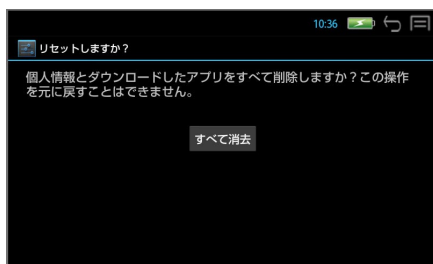 10:36
リセットしますか？
個人情報とダウンロードしたアプリをすべて削除しますか？この操作
を元に戻すことはできません。
すべて消去